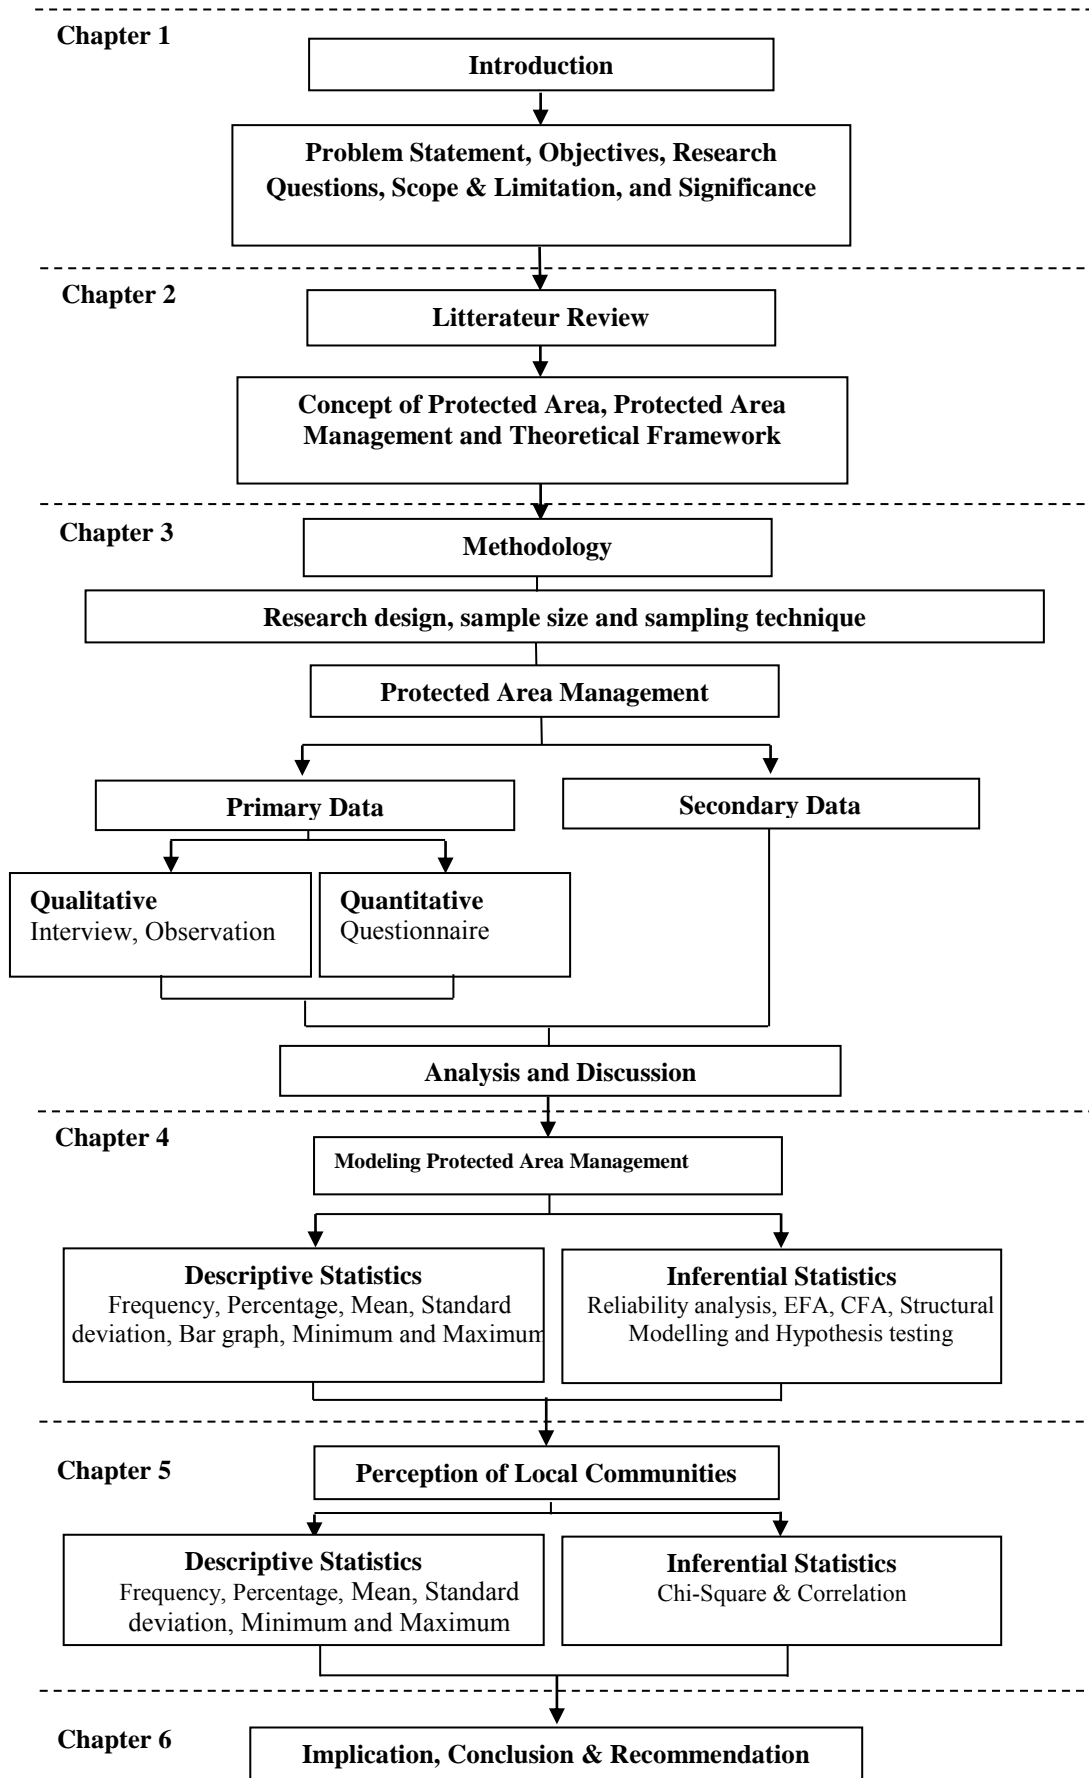 Chapter 1
Introduction
Problem Statement, Objectives, Research
Questions, Scope & Limitation, and Significance
Chapter 2
Litterateur Review
Concept of Protected Area, Protected Area
Management and Theoretical Framework
Chapter 3
Methodology
Research design, sample size and sampling technique
Protected Area Management
Primary Data
Secondary Data
Qualitative
Interview, Observation
Quantitative
Questionnaire
Analysis and Discussion
Chapter 4
Modeling Protected Area Management
Descriptive Statistics
Frequency, Percentage, Mean, Standard
deviation, Bar graph, Minimum and Maximum
Inferential Statistics
Reliability analysis, EFA, CFA, Structural
Modelling and Hypothesis testing
Chapter 5
Perception of Local Communities
Descriptive Statistics
Frequency, Percentage, Mean, Standard
deviation, Minimum and Maximum
Inferential Statistics
Chi-Square & Correlation
Chapter 6
Implication, Conclusion & Recommendation